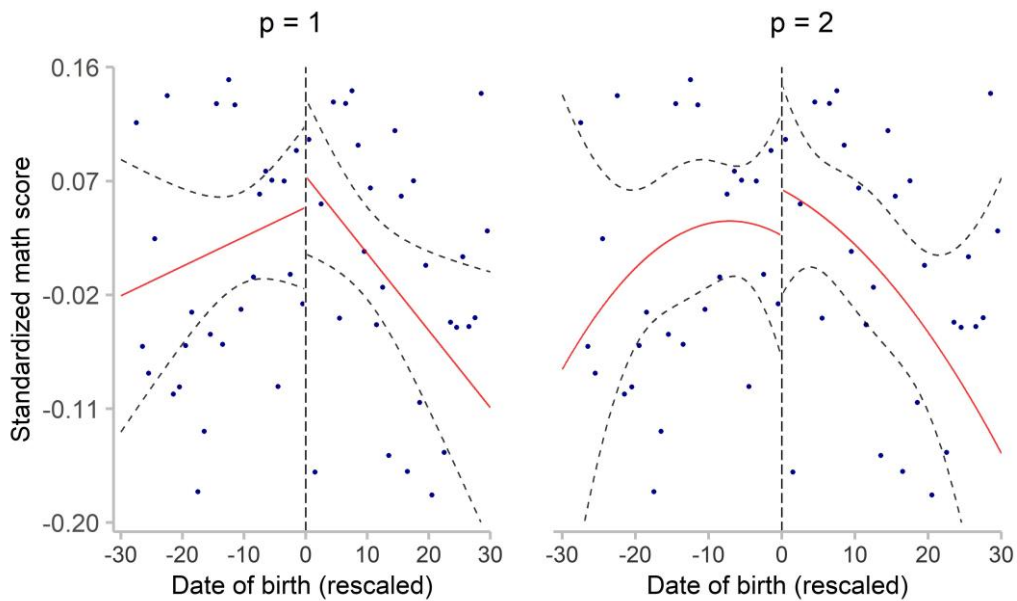 p = 1
p = 2
Standardized math score
0.16
0.07
-0.02
-0.11
-0.20
-30 -20 -10 0 10 20 30
-30 -20 -10 0 10 20 30
Date of birth (rescaled)
Date of birth (rescaled)